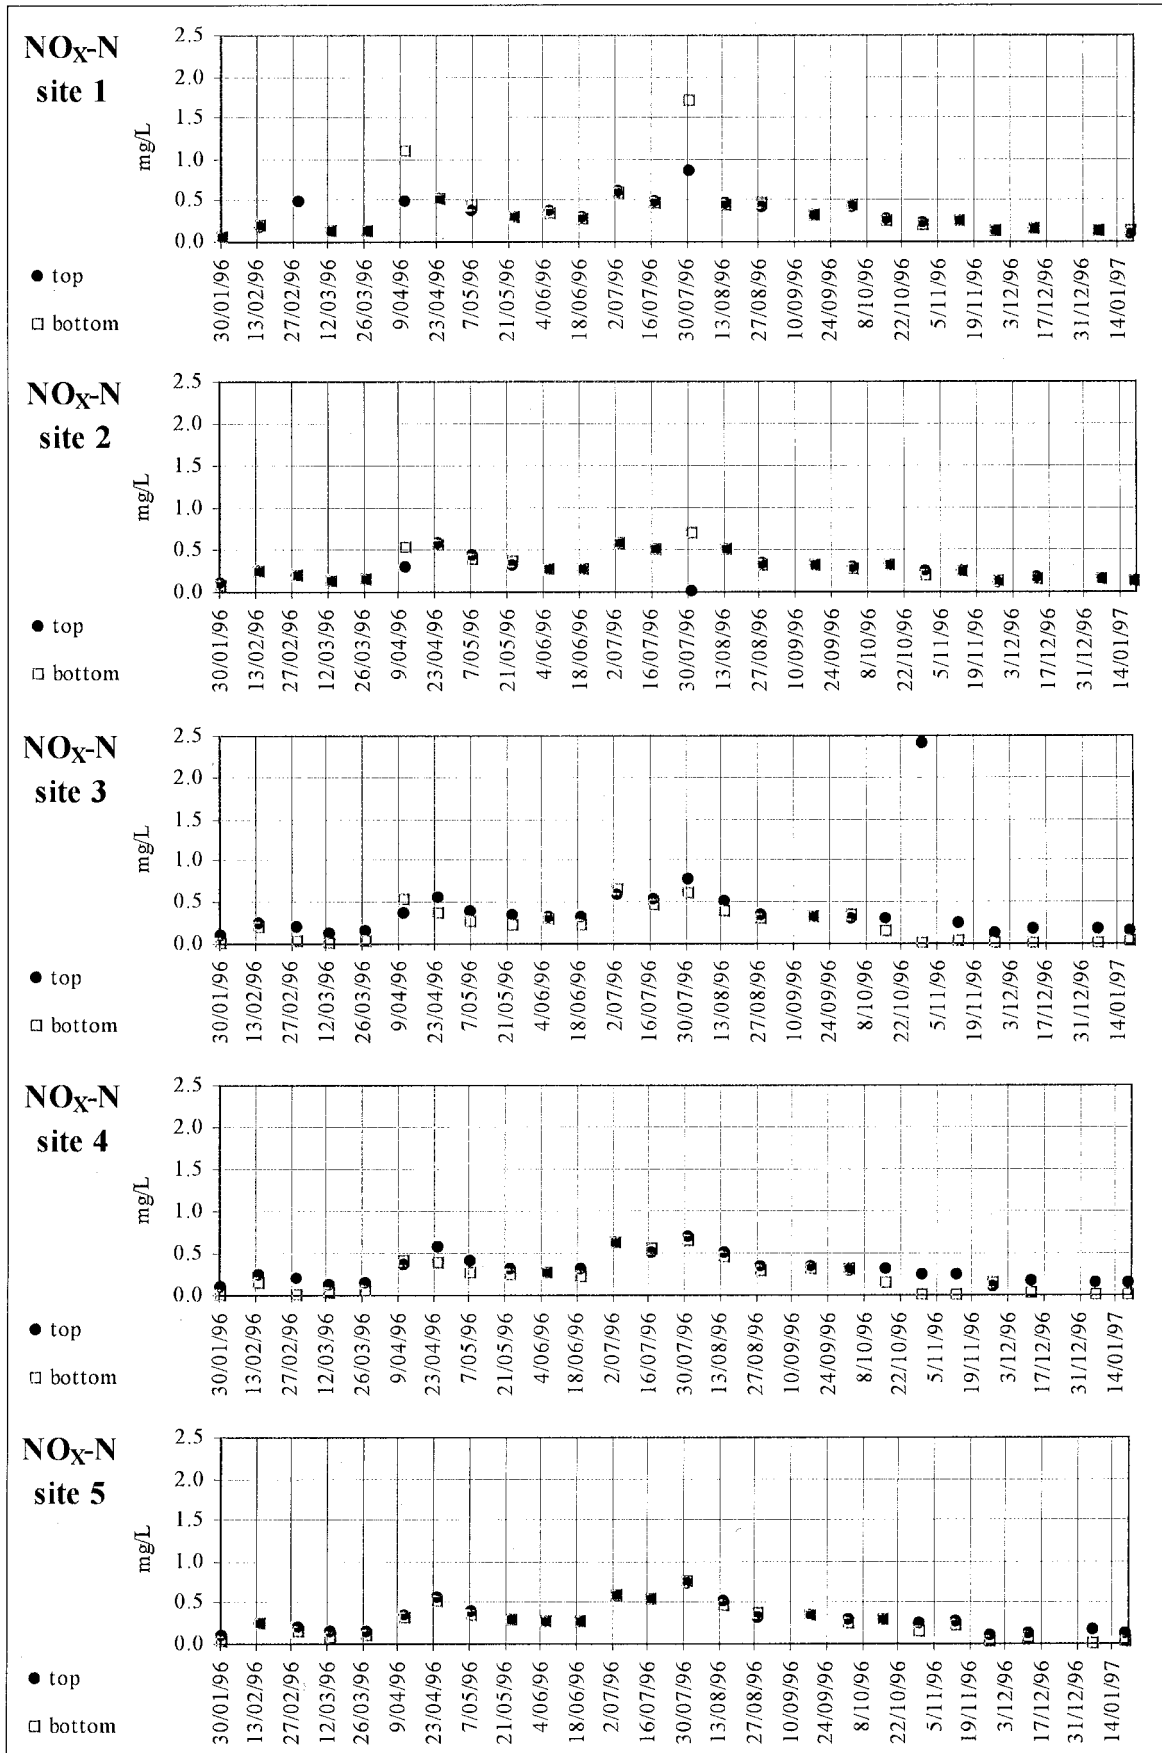 NOX-N
site 1
mg/L
2.5
2.0
1.5
1.0
0.5
0.0
● top
□ bottom
30/01/96 13/02/96 27/02/96 12/03/96 26/03/96 9/04/96 23/04/96 7/05/96 21/05/96 4/06/96 18/06/96 2/07/96 16/07/96 30/07/96 13/08/96 27/08/96 10/09/96 24/09/96 8/10/96 22/10/96 5/11/96 19/11/96 3/12/96 17/12/96 31/12/96 14/01/97
NOX-N
site 2
mg/L
2.5
2.0
1.5
1.0
0.5
0.0
● top
□ bottom
30/01/96 13/02/96 27/02/96 12/03/96 26/03/96 9/04/96 23/04/96 7/05/96 21/05/96 4/06/96 18/06/96 2/07/96 16/07/96 30/07/96 13/08/96 27/08/96 10/09/96 24/09/96 8/10/96 22/10/96 5/11/96 19/11/96 3/12/96 17/12/96 31/12/96 14/01/97
NOX-N
site 3
mg/L
2.5
2.0
1.5
1.0
0.5
0.0
● top
□ bottom
30/01/96 13/02/96 27/02/96 12/03/96 26/03/96 9/04/96 23/04/96 7/05/96 21/05/96 4/06/96 18/06/96 2/07/96 16/07/96 30/07/96 13/08/96 27/08/96 10/09/96 24/09/96 8/10/96 22/10/96 5/11/96 19/11/96 3/12/96 17/12/96 31/12/96 14/01/97
NOX-N
site 4
mg/L
2.5
2.0
1.5
1.0
0.5
0.0
● top
□ bottom
30/01/96 13/02/96 27/02/96 12/03/96 26/03/96 9/04/96 23/04/96 7/05/96 21/05/96 4/06/96 18/06/96 2/07/96 16/07/96 30/07/96 13/08/96 27/08/96 10/09/96 24/09/96 8/10/96 22/10/96 5/11/96 19/11/96 3/12/96 17/12/96 31/12/96 14/01/97
NOX-N
site 5
mg/L
2.5
2.0
1.5
1.0
0.5
0.0
● top
□ bottom
30/01/96 13/02/96 27/02/96 12/03/96 26/03/96 9/04/96 23/04/96 7/05/96 21/05/96 4/06/96 18/06/96 2/07/96 16/07/96 30/07/96 13/08/96 27/08/96 10/09/96 24/09/96 8/10/96 22/10/96 5/11/96 19/11/96 3/12/96 17/12/96 31/12/96 14/01/97